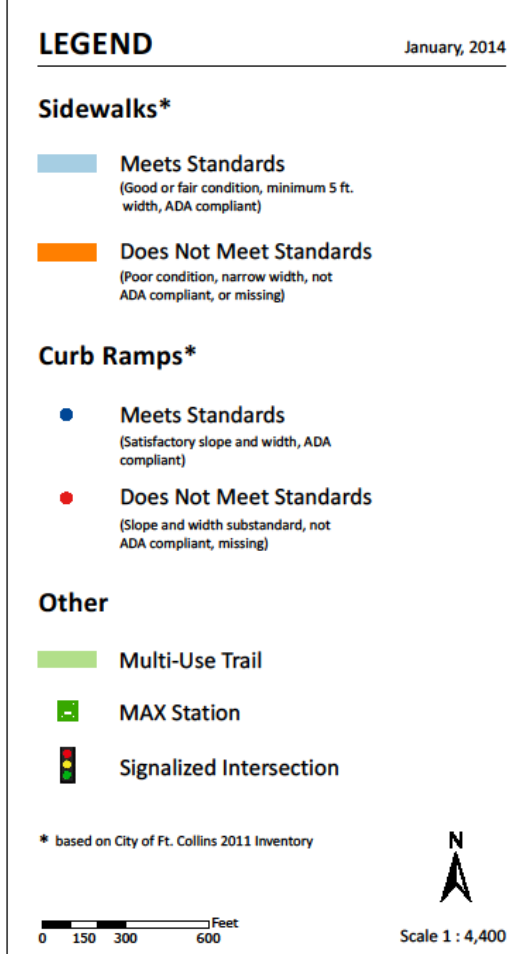 LEGEND January, 2014
Sidewalks*
Meets Standards
(Good or fair condition, minimum 5 ft.
width, ADA compliant)
Does Not Meet Standards
(Poor condition, narrow width, not
ADA compliant, or missing)
Curb Ramps*
Meets Standards
(Satisfactory slope and width, ADA
compliant)
Does Not Meet Standards
(Slope and width substandard, not
ADA compliant, missing)
Other
Multi-Use Trail
MAX Station
Signalized Intersection
* based on City of Ft. Collins 2011 Inventory
N
Feet
0 150 300 600
Scale 1 : 4,400